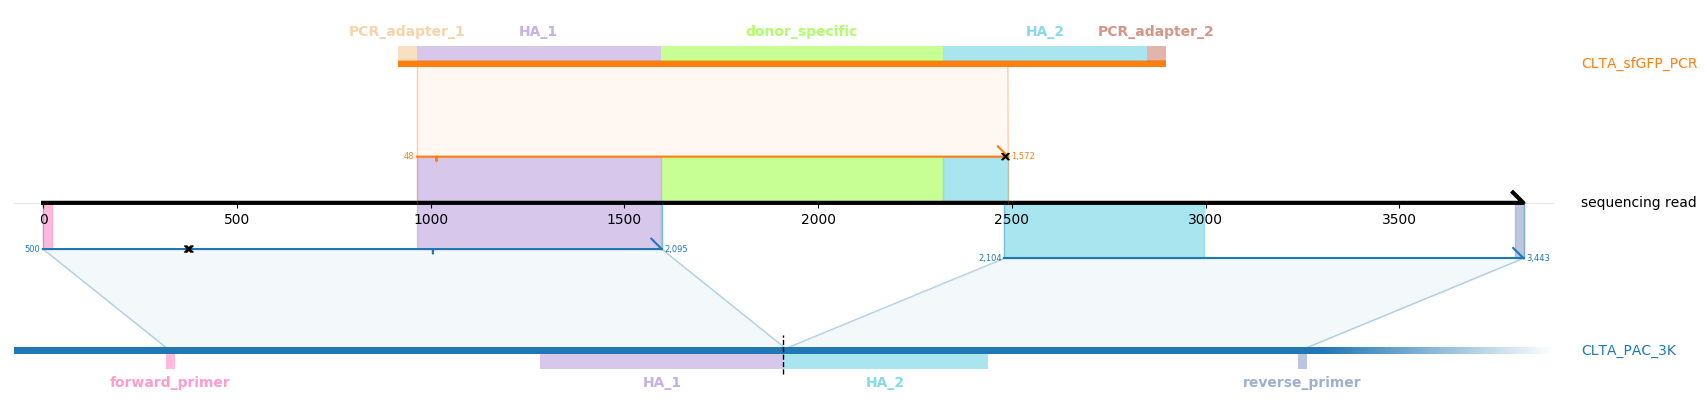 PCR_adapter_1 HA_1 donor_specific HA_2 PCR_adapter_2
CLTA_sfGFP_PCR
48 1,572
sequencing read
0 500 1000 1500 2000 2500 3000 3500
500 2,095
2,104 3,443
CLTA_PAC_3K
forward_primer HA_1 HA_2 reverse_primer